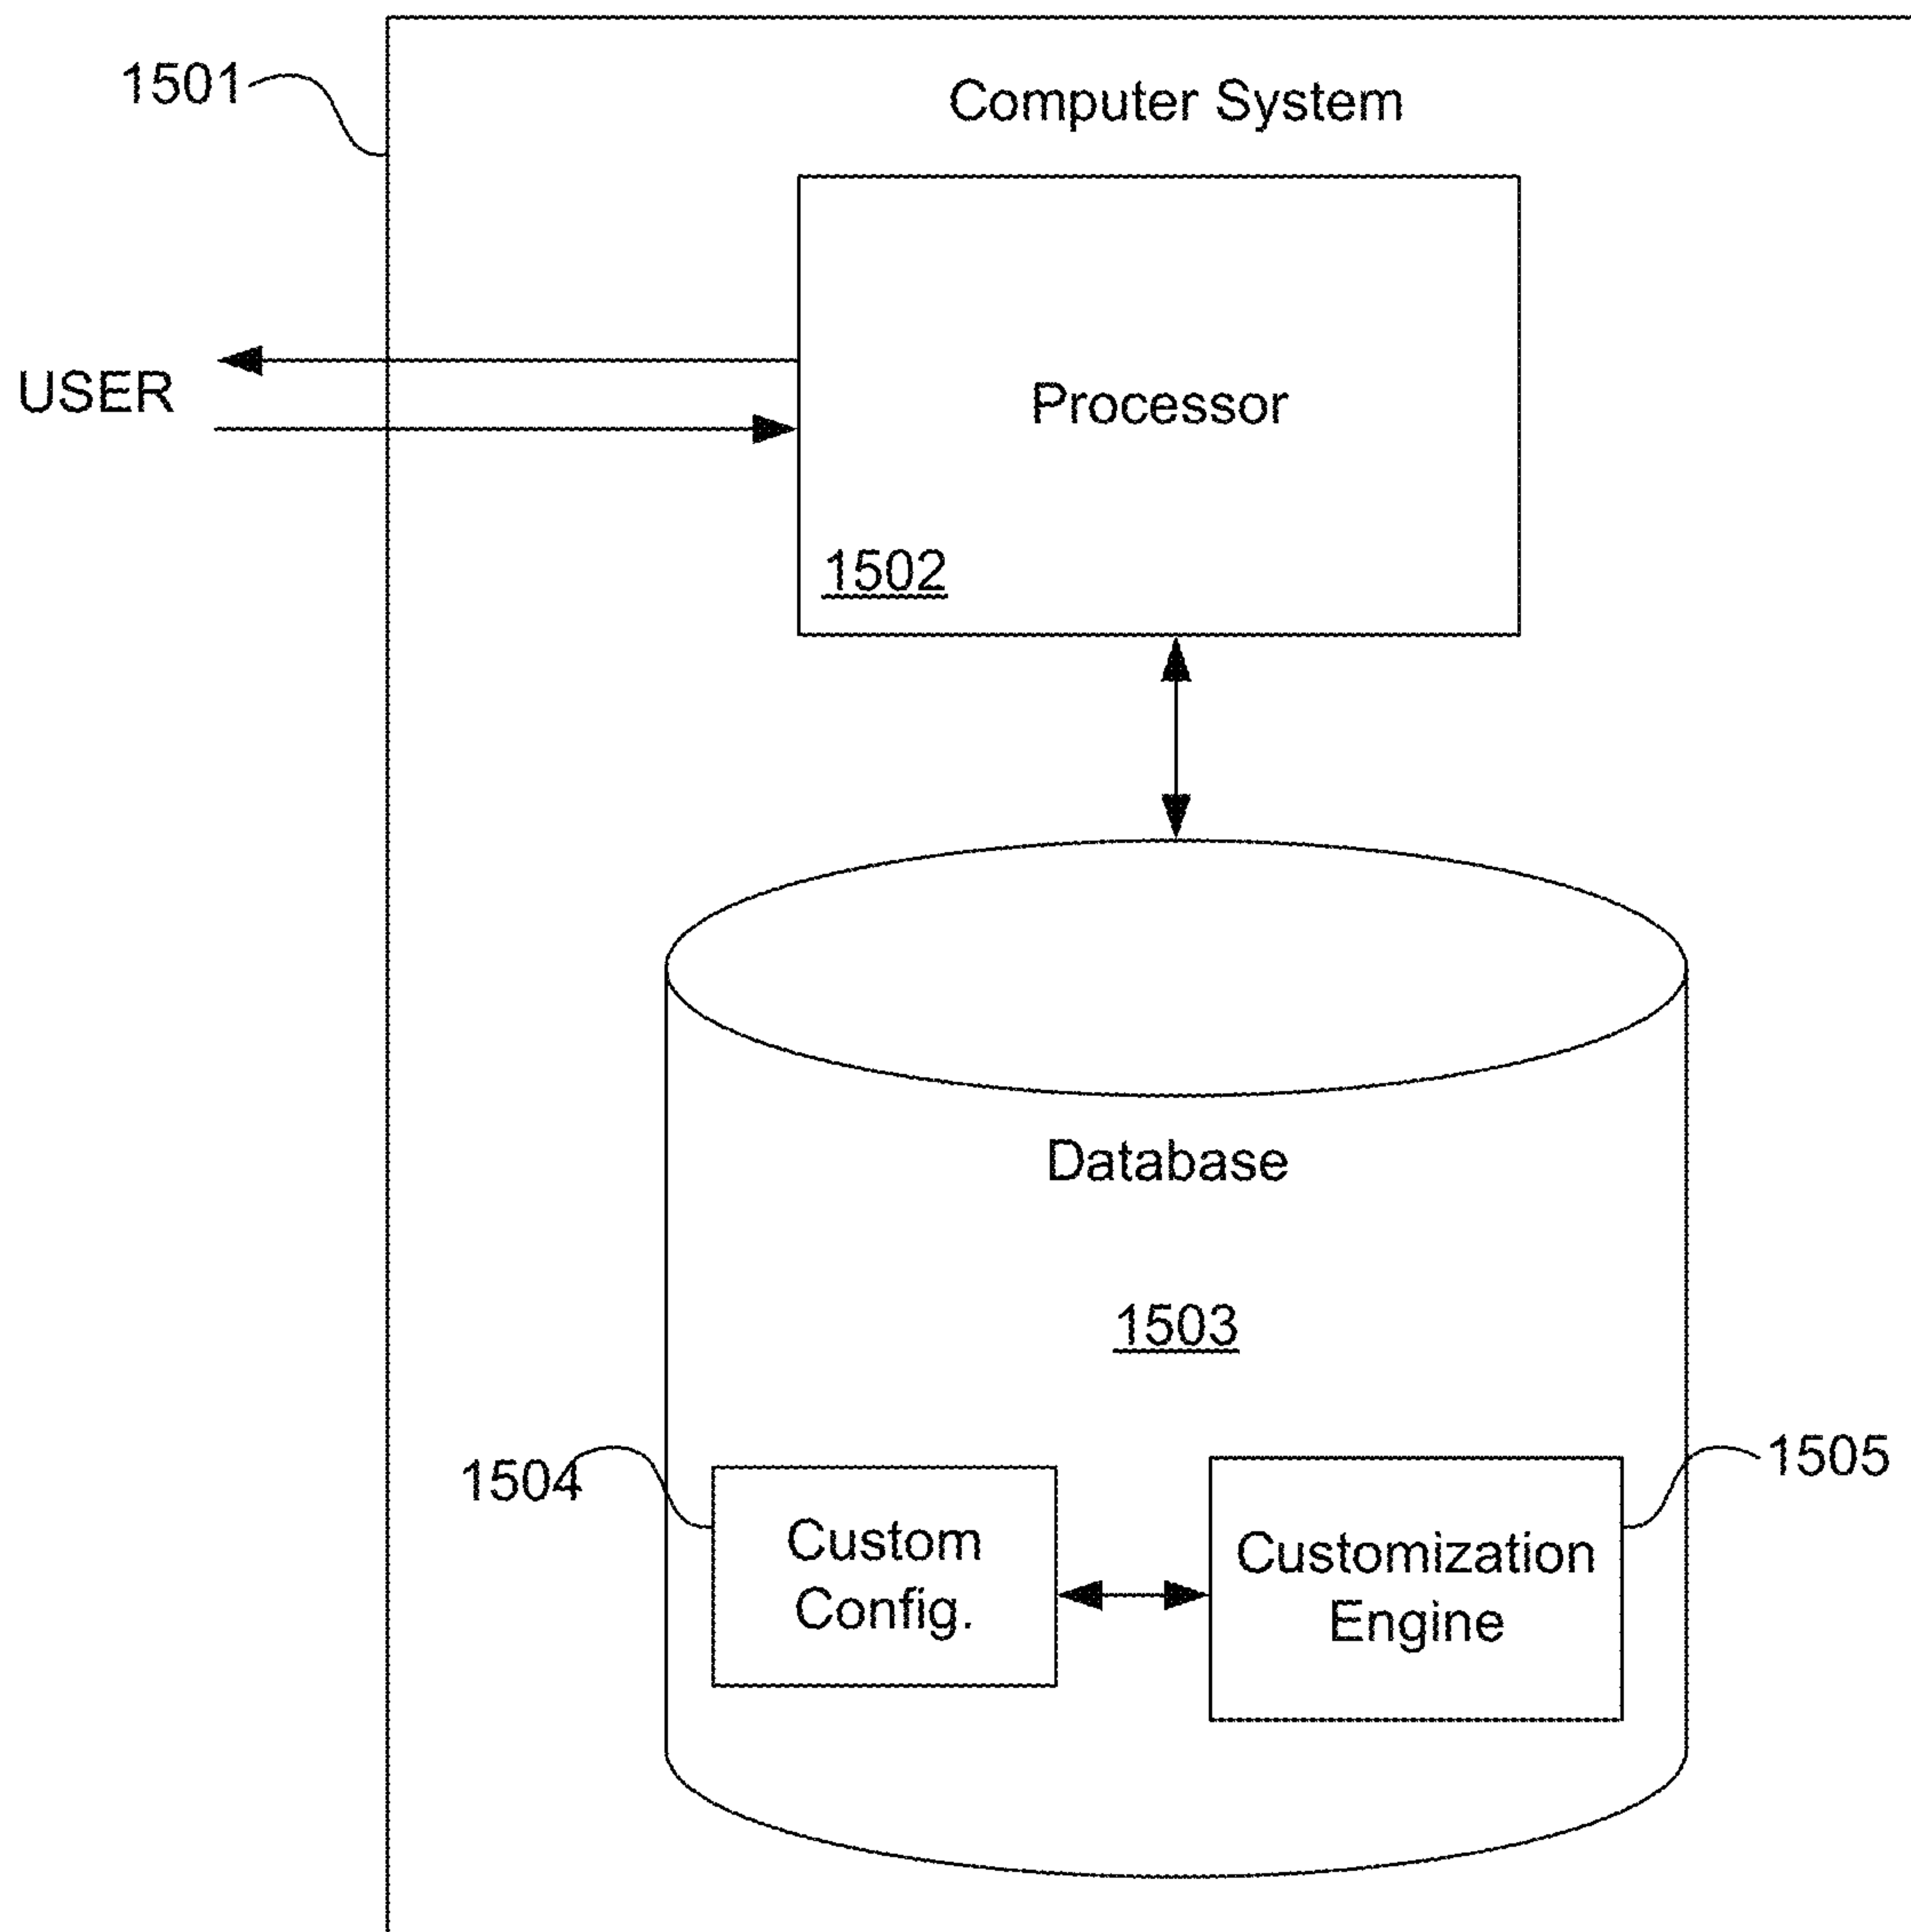 1501
Computer System
USER
Processor
1502
Database
1503
1504
1505
Custom
Config.
Customization
Engine